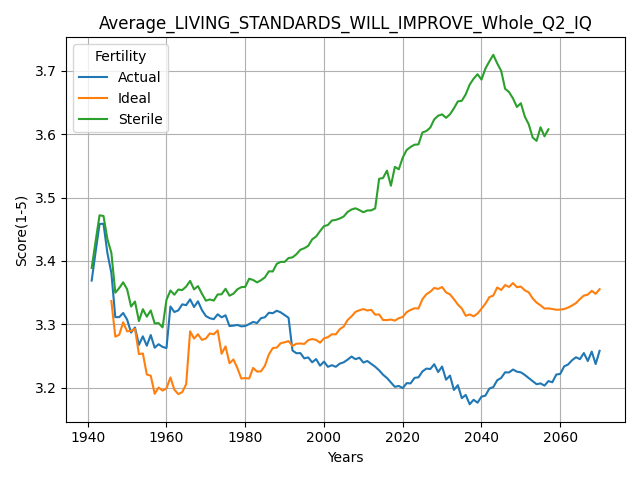 Average_LIVING_STANDARDS_WILL_IMPROVE_Whole_Q2_IQ
Fertility
Actual
Ideal
Sterile
Score(1-5)
3.7
3.6
3.5
3.4
3.3
3.2
1940
1960
1980
2000
2020
2040
2060
Years